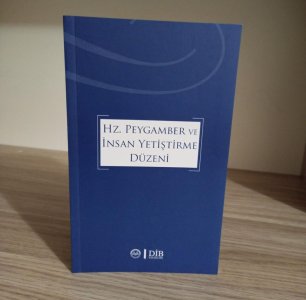 Hz. Peygamber ve
İnsan Yetiştirme
Düzeni
DİB